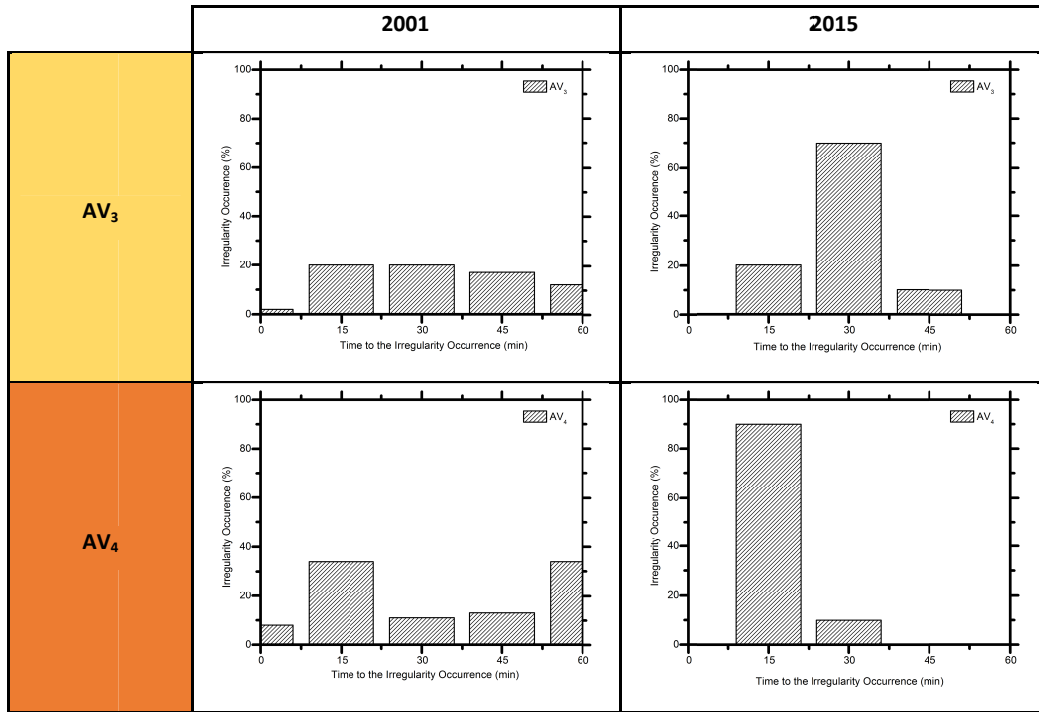 2001
2015
AV₃
100
80
60
40
20
0
0 15 30 45 60
Irregularity Occurence (%)
Time to the Irregularity Occurrence (min)
AV₃
100
80
60
40
20
0
0 15 30 45 60
Irregularity Occurence (%)
Time to the Irregularity Occurrence (min)
AV₃
AV₄
100
80
60
40
20
0
0 15 30 45 60
Irregularity Occurence (%)
Time to the Irregularity Occurrence (min)
AV₄
100
80
60
40
20
0
0 15 30 45 60
Irregularity Occurence (%)
Time to the Irregularity Occurrence (min)
AV₄